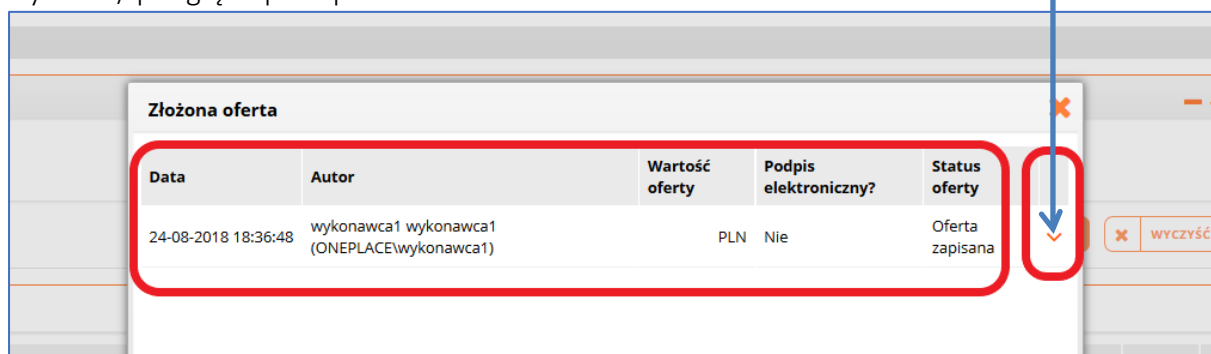 Złożona oferta
Data Autor Wartość oferty Podpis elektroniczny? Status oferty
24-08-2018 18:36:48 wykonawca1 wykonawca1 (ONEPLACE\wykonawca1) PLN Nie Oferta zapisana
WYCZYŚĆ